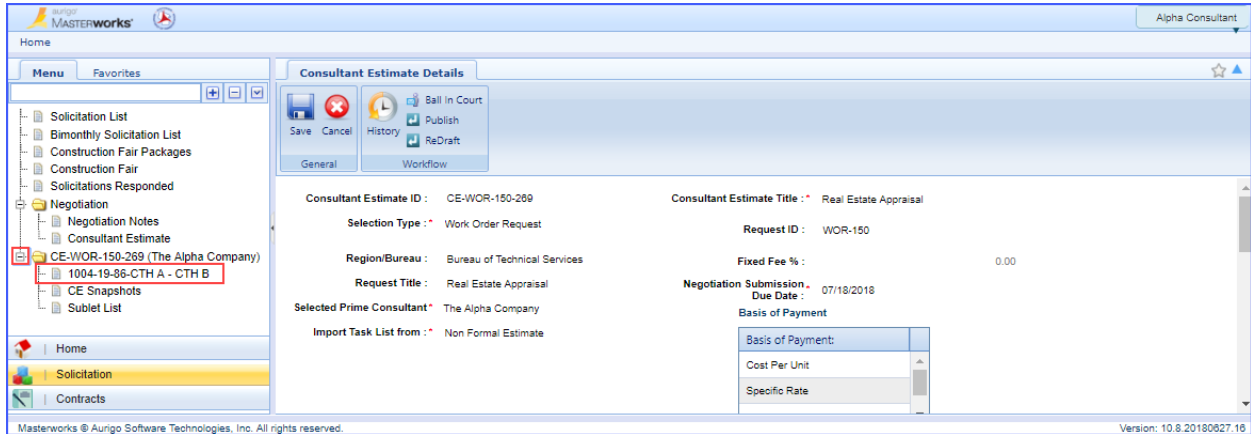 aurigo
MASTERworks
Alpha Consultant
Home
Menu Favorites
Consultant Estimate Details
Solicitation List
Bimonthly Solicitation List
Construction Fair Packages
Construction Fair
Solicitations Responded
Negotiation
Negotiation Notes
Consultant Estimate
CE-WOR-150-269 (The Alpha Company)
1004-19-86-CTH A - CTH B
CE Snapshots
Sublet List
Home
Solicitation
Contracts
Save Cancel
General
History
Ball In Court
Publish
ReDraft
Workflow
Consultant Estimate ID : CE-WOR-150-269
Consultant Estimate Title :* Real Estate Appraisal
Selection Type :* Work Order Request
Request ID : WOR-150
Region/Bureau : Bureau of Technical Services
Fixed Fee % : 0.00
Request Title : Real Estate Appraisal
Negotiation Submission * Due Date : 07/18/2018
Selected Prime Consultant* The Alpha Company
Basis of Payment
Import Task List from :* Non Formal Estimate
Basis of Payment:
Cost Per Unit
Specific Rate
Masterworks © Aurigo Software Technologies, Inc. All rights reserved.
Version: 10.8.20180627.16